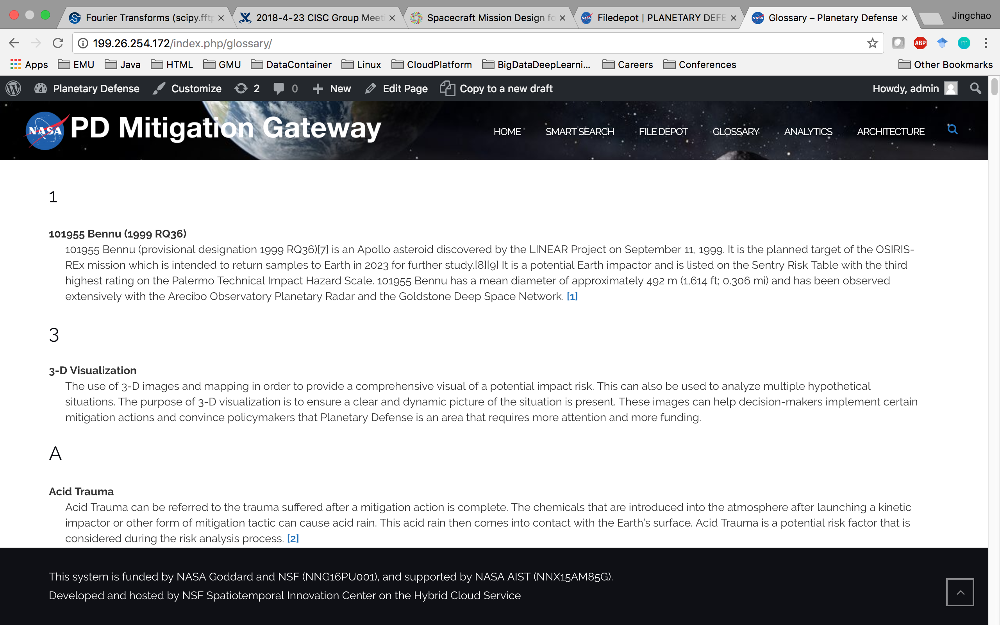 Fourier Transforms (scipy.fftp
2018-4-23 CISC Group Meeti
Spacecraft Mission Design fo
Filedepot | PLANETARY DEFE
Glossary – Planetary Defense
Jingchao
199.26.254.172/index.php/glossary/
ABP
m
Apps EMU Java HTML GMU DataContainer Linux CloudPlatform BigDataDeepLearni... Careers Conferences Other Bookmarks
Planetary Defense Customize 2 0 New Edit Page Copy to a new draft Howdy, admin
NASA PD Mitigation Gateway
HOME SMART SEARCH FILE DEPOT GLOSSARY ANALYTICS ARCHITECTURE
1
101955 Bennu (1999 RQ36)
101955 Bennu (provisional designation 1999 RQ36)[7] is an Apollo asteroid discovered by the LINEAR Project on September 11, 1999. It is the planned target of the OSIRIS-
REx mission which is intended to return samples to Earth in 2023 for further study.[8][9] It is a potential Earth impactor and is listed on the Sentry Risk Table with the third
highest rating on the Palermo Technical Impact Hazard Scale. 101955 Bennu has a mean diameter of approximately 492 m (1,614 ft; 0.306 mi) and has been observed
extensively with the Arecibo Observatory Planetary Radar and the Goldstone Deep Space Network. [1]
3
3-D Visualization
The use of 3-D images and mapping in order to provide a comprehensive visual of a potential impact risk. This can also be used to analyze multiple hypothetical
situations. The purpose of 3-D visualization is to ensure a clear and dynamic picture of the situation is present. These images can help decision-makers implement certain
mitigation actions and convince policymakers that Planetary Defense is an area that requires more attention and more funding.
A
Acid Trauma
Acid Trauma can be referred to the trauma suffered after a mitigation action is complete. The chemicals that are introduced into the atmosphere after launching a kinetic
impactor or other form of mitigation tactic can cause acid rain. This acid rain then comes into contact with the Earth's surface. Acid Trauma is a potential risk factor that is
considered during the risk analysis process. [2]
This system is funded by NASA Goddard and NSF (NNG16PU001), and supported by NASA AIST (NNX15AM85G).
Developed and hosted by NSF Spatiotemporal Innovation Center on the Hybrid Cloud Service